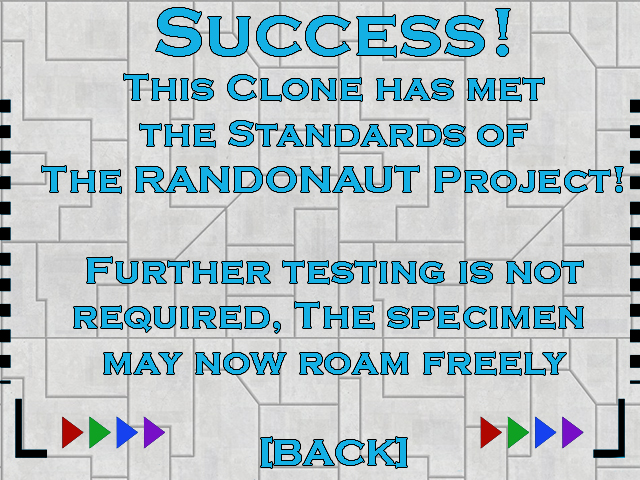 Success!
This Clone has met
the Standards of
The RANDONAUT Project!
Further testing is not
required, The specimen
may now roam freely
[BACK]